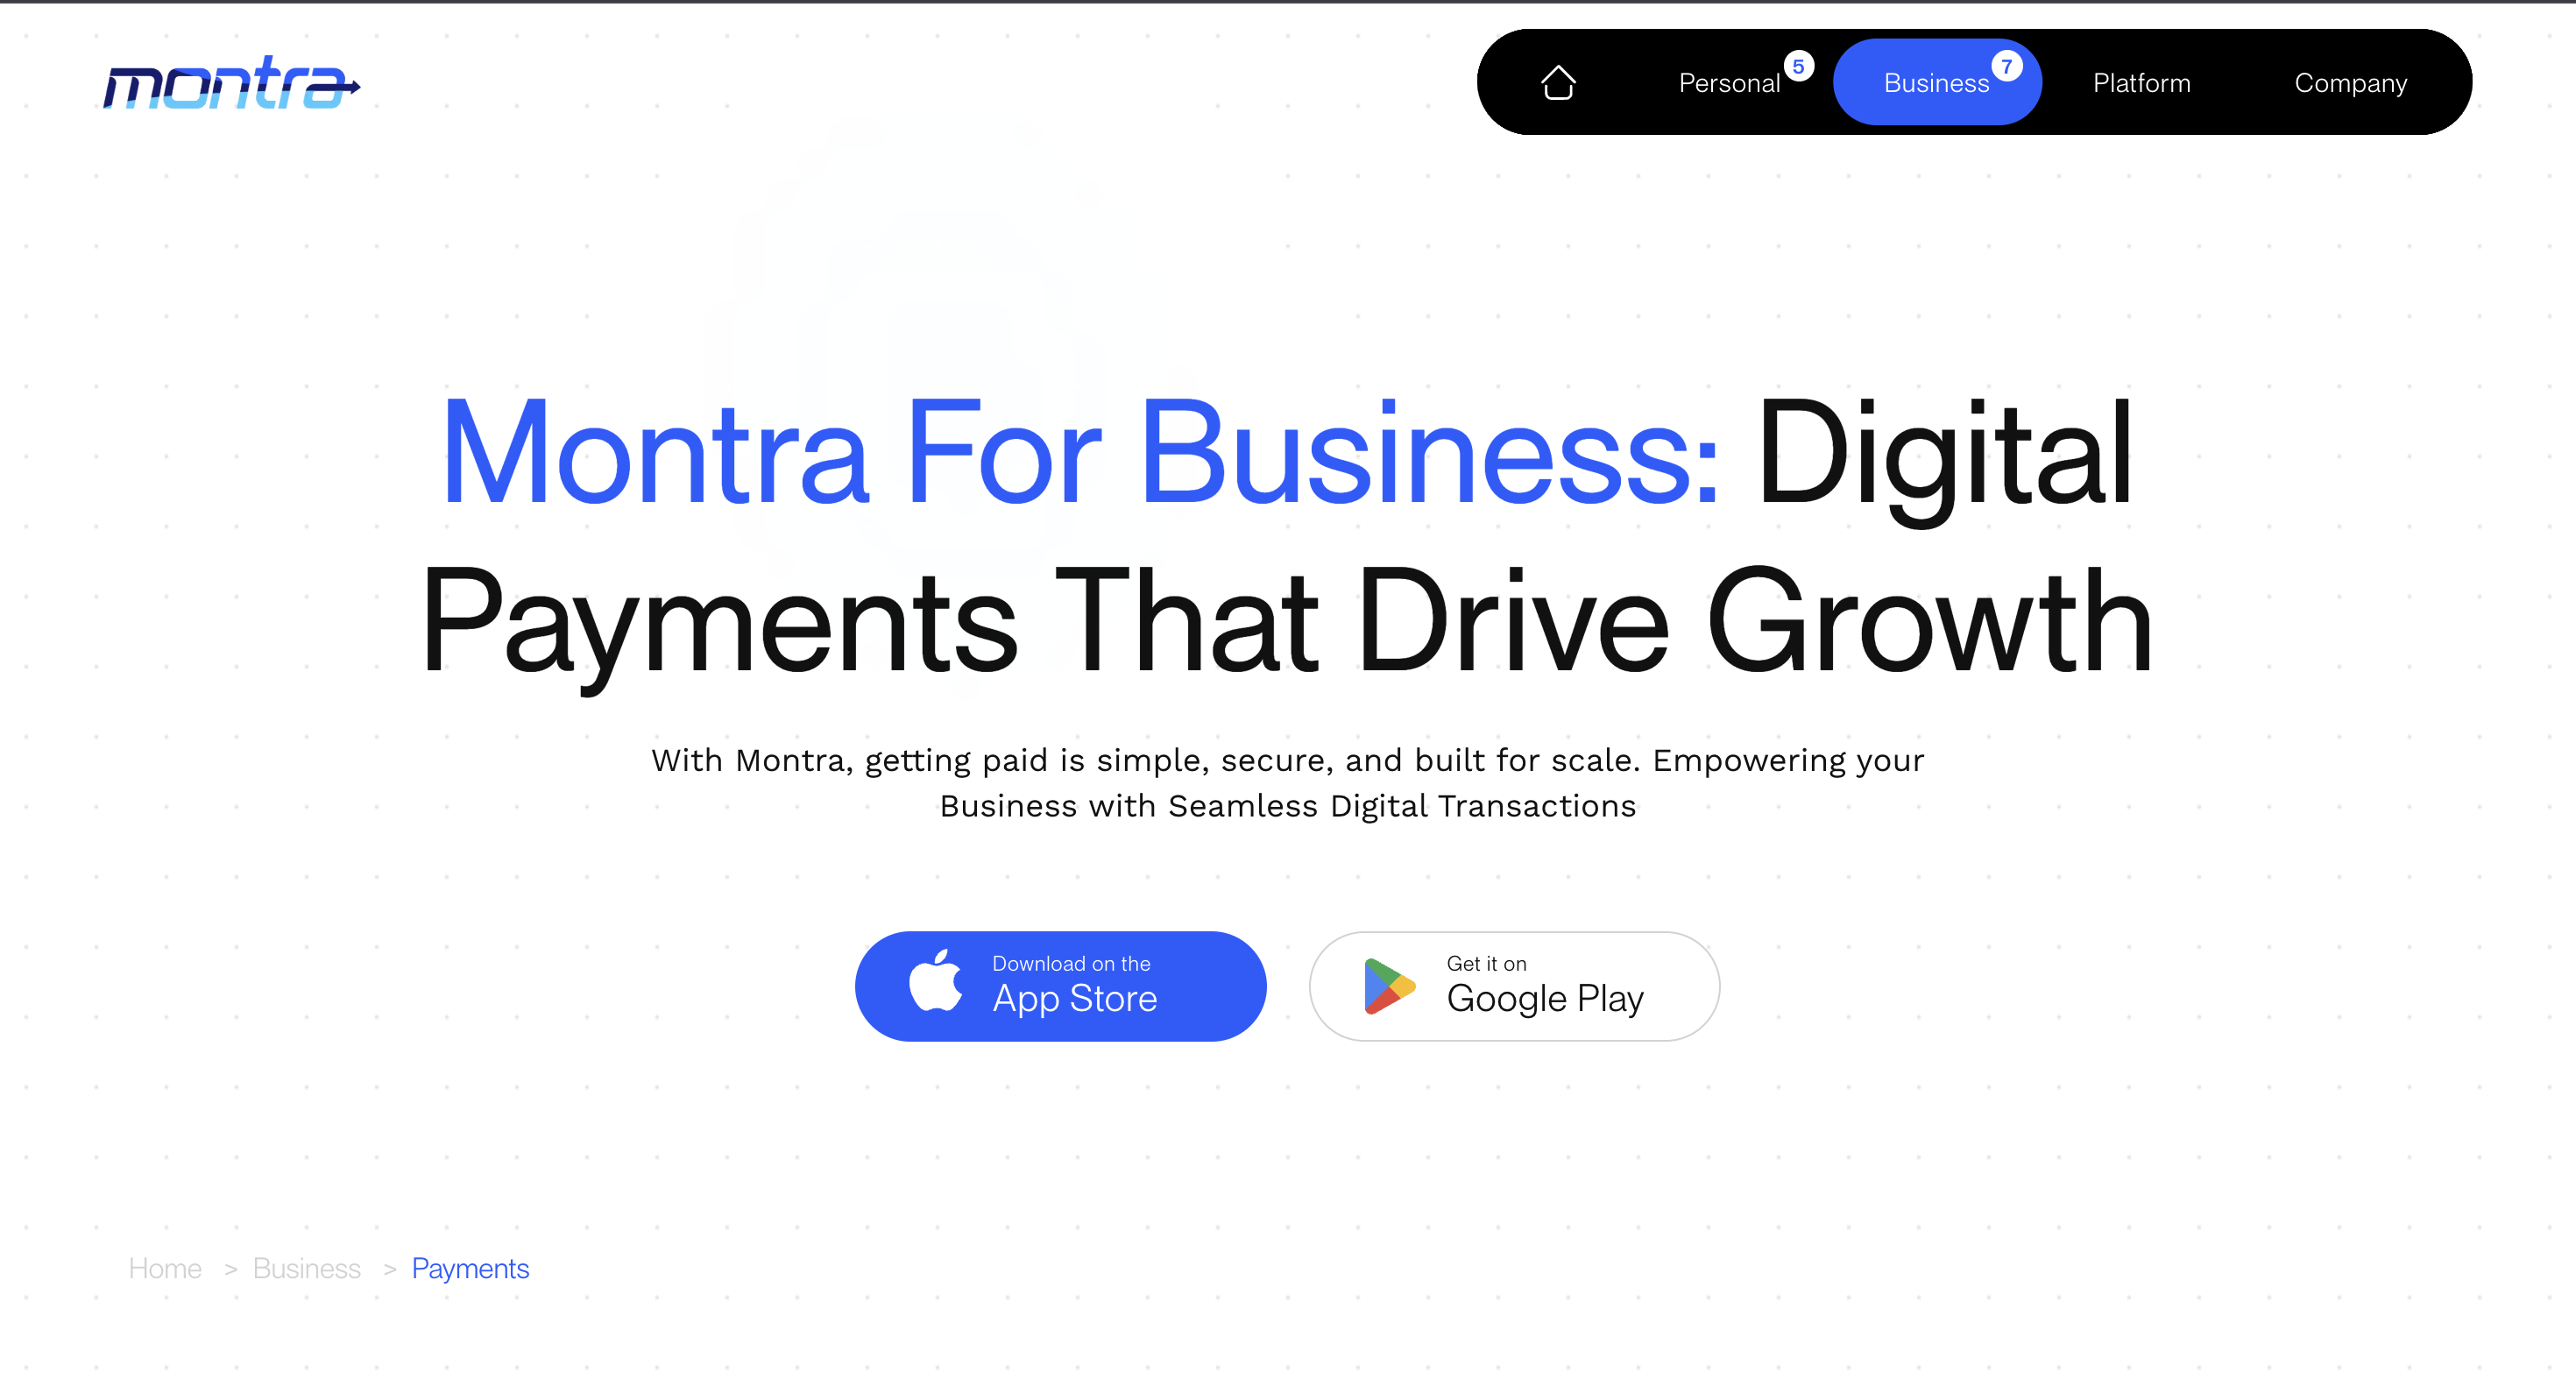 montra
Personal 5 Business 7 Platform Company
Montra For Business: Digital
Payments That Drive Growth
With Montra, getting paid is simple, secure, and built for scale. Empowering your
Business with Seamless Digital Transactions
Download on the
App Store
Get it on
Google Play
Home > Business > Payments